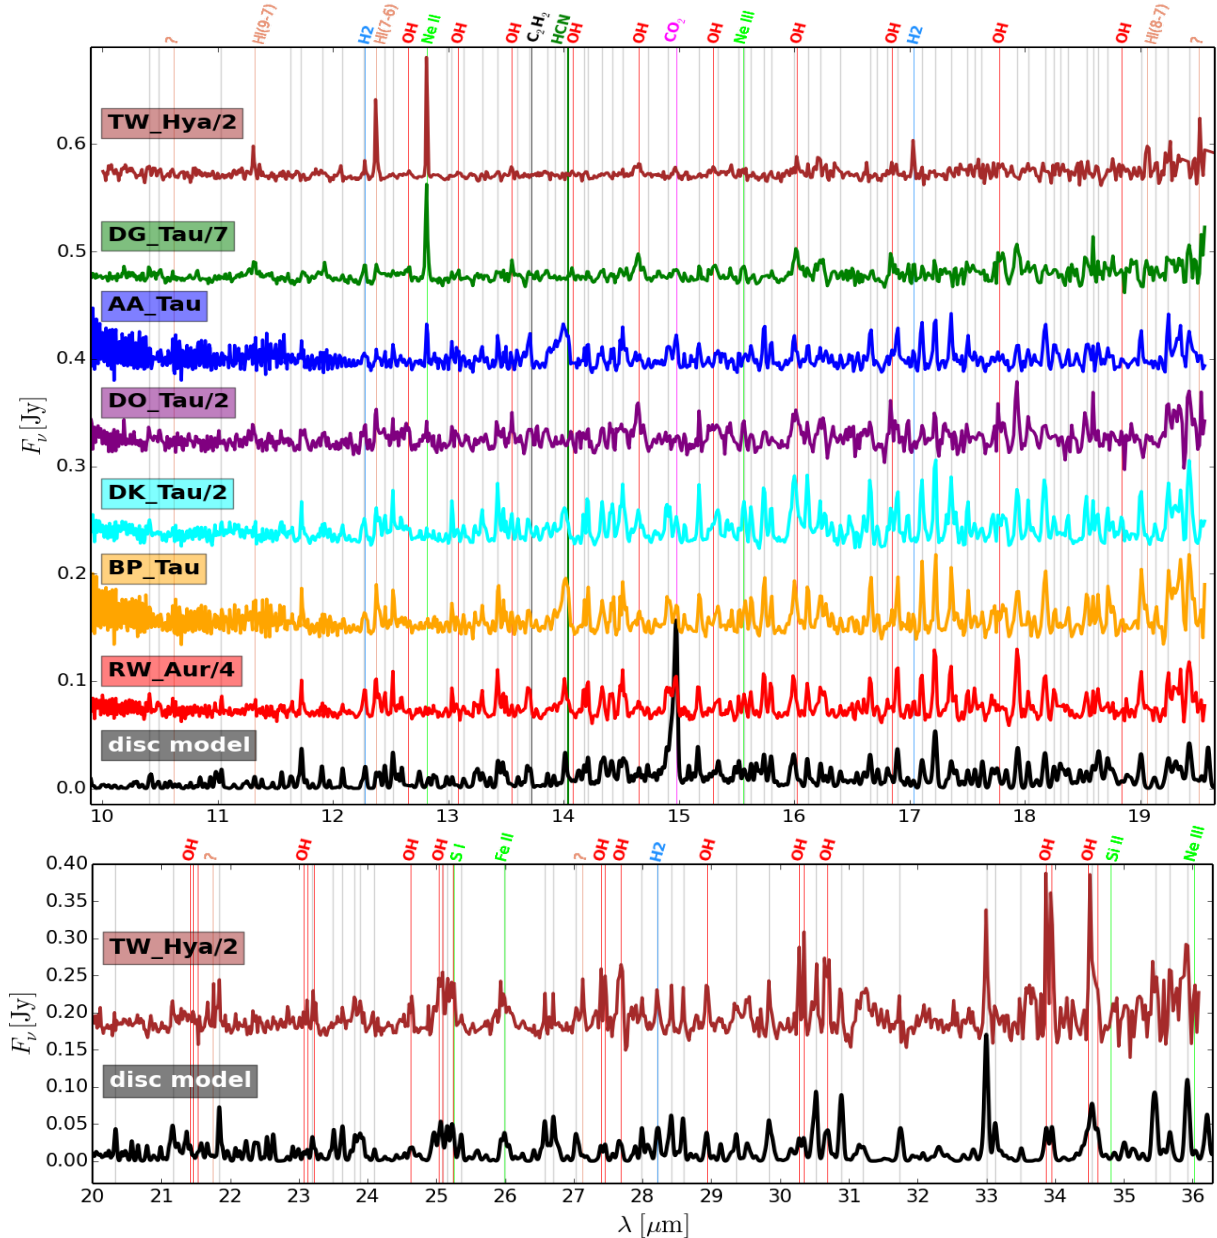 ? HI(9-7) H2 HI(7-6) OH Ne II OH OH C2H2 HCN OH OH CO2 OH Ne III OH OH H2 OH OH HI(8-7) ?
TW_Hya/2
0.6
DG_Tau/7
0.5
AA_Tau
0.4
DO_Tau/2
Fν [Jy]
0.3
DK_Tau/2
BP_Tau
0.2
RW_Aur/4
0.1
disc model
0.0
10 11 12 13 14 15 16 17 18 19
OH ? OH OH OH S I Fe II ? OH OH H2 OH OH OH OH OH Si II Ne III
0.40
0.35
0.30
TW_Hya/2
0.25
0.20
Fν [Jy]
0.15
disc model
0.10
0.05
0.00
20 21 22 23 24 25 26 27 28 29 30 31 32 33 34 35 36
λ [μm]